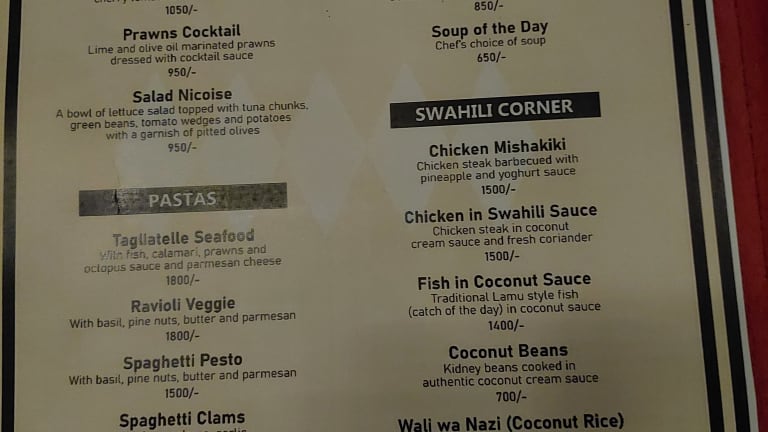 1050/-
Prawns Cocktail
Lime and olive oil marinated prawns
dressed with cocktail sauce
950/-
Salad Nicoise
A bowl of lettuce salad topped with tuna chunks,
green beans, tomato wedges and potatoes
with a garnish of pitted olives
950/-
PASTAS
Tagliatelle Seafood
With fish, calamari, prawns and
octopus sauce and parmesan cheese
1800/-
Ravioli Veggie
With basil, pine nuts, butter and parmesan
1800/-
Spaghetti Pesto
With basil, pine nuts, butter and parmesan
1500/-
Spaghetti Clams
850/-
Soup of the Day
Chef's choice of soup
650/-
SWAHILI CORNER
Chicken Mishakiki
Chicken steak barbecued with
pineapple and yoghurt sauce
1500/-
Chicken in Swahili Sauce
Chicken steak in coconut
cream sauce and fresh coriander
1500/-
Fish in Coconut Sauce
Traditional Lamu style fish
(catch of the day) in coconut sauce
1400/-
Coconut Beans
Kidney beans cooked in
authentic coconut cream sauce
700/-
Wali wa Nazi (Coconut Rice)